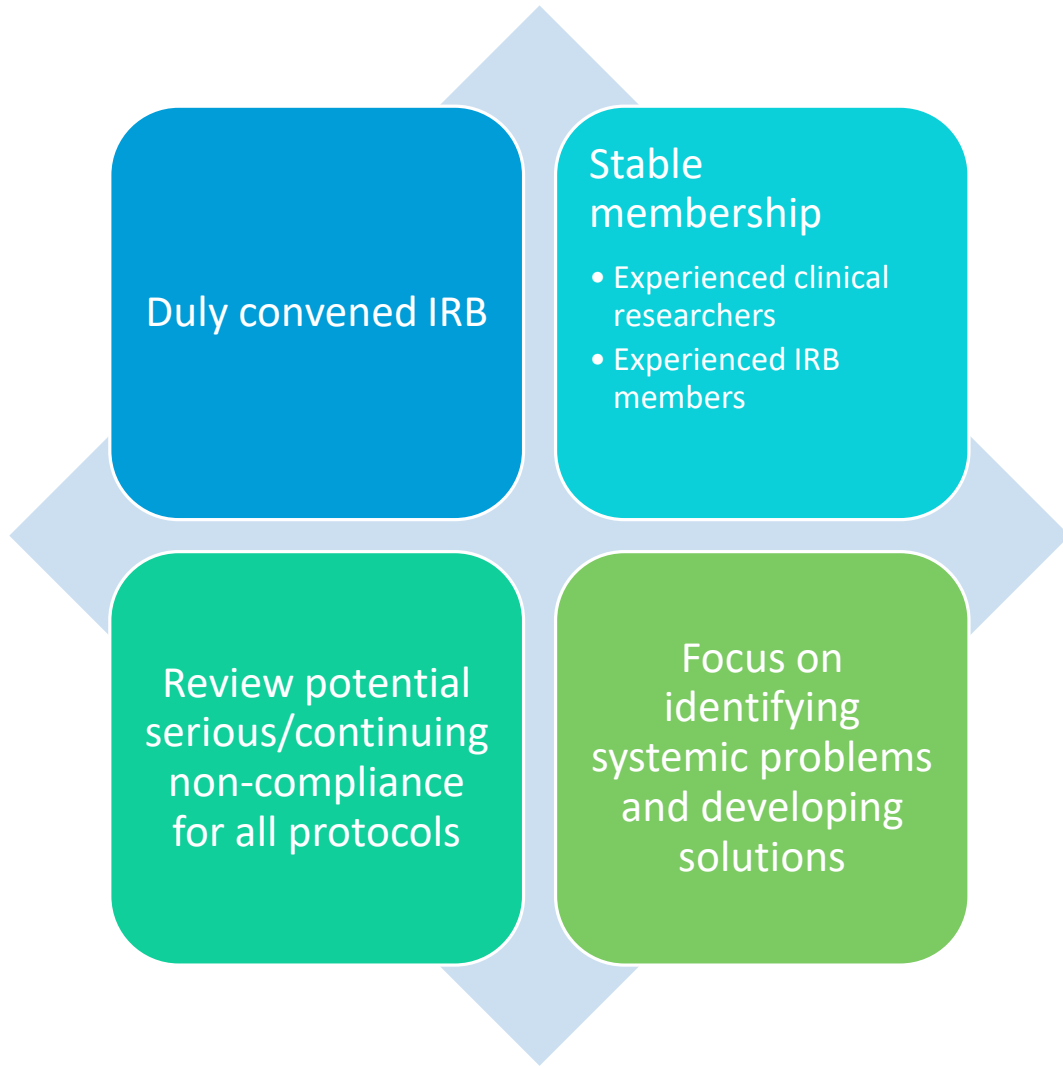 Duly convened IRB
Stable
membership
• Experienced clinical
researchers
• Experienced IRB
members
Review potential
serious/continuing
non-compliance
for all protocols
Focus on
identifying
systemic problems
and developing
solutions